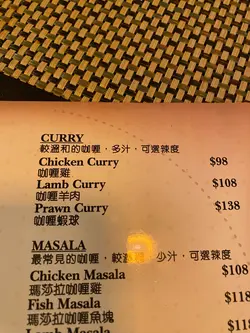 CURRY
較溫和的咖喱，多汁，可選辣度
Chicken Curry $98
咖喱雞
Lamb Curry $108
咖喱羊肉
Prawn Curry $138
咖喱蝦球
MASALA
最常見的咖喱，較 少汁，可選辣度
Chicken Masala $108
瑪莎拉咖喱雞
Fish Masala $118
瑪莎拉咖喱魚塊
Masala